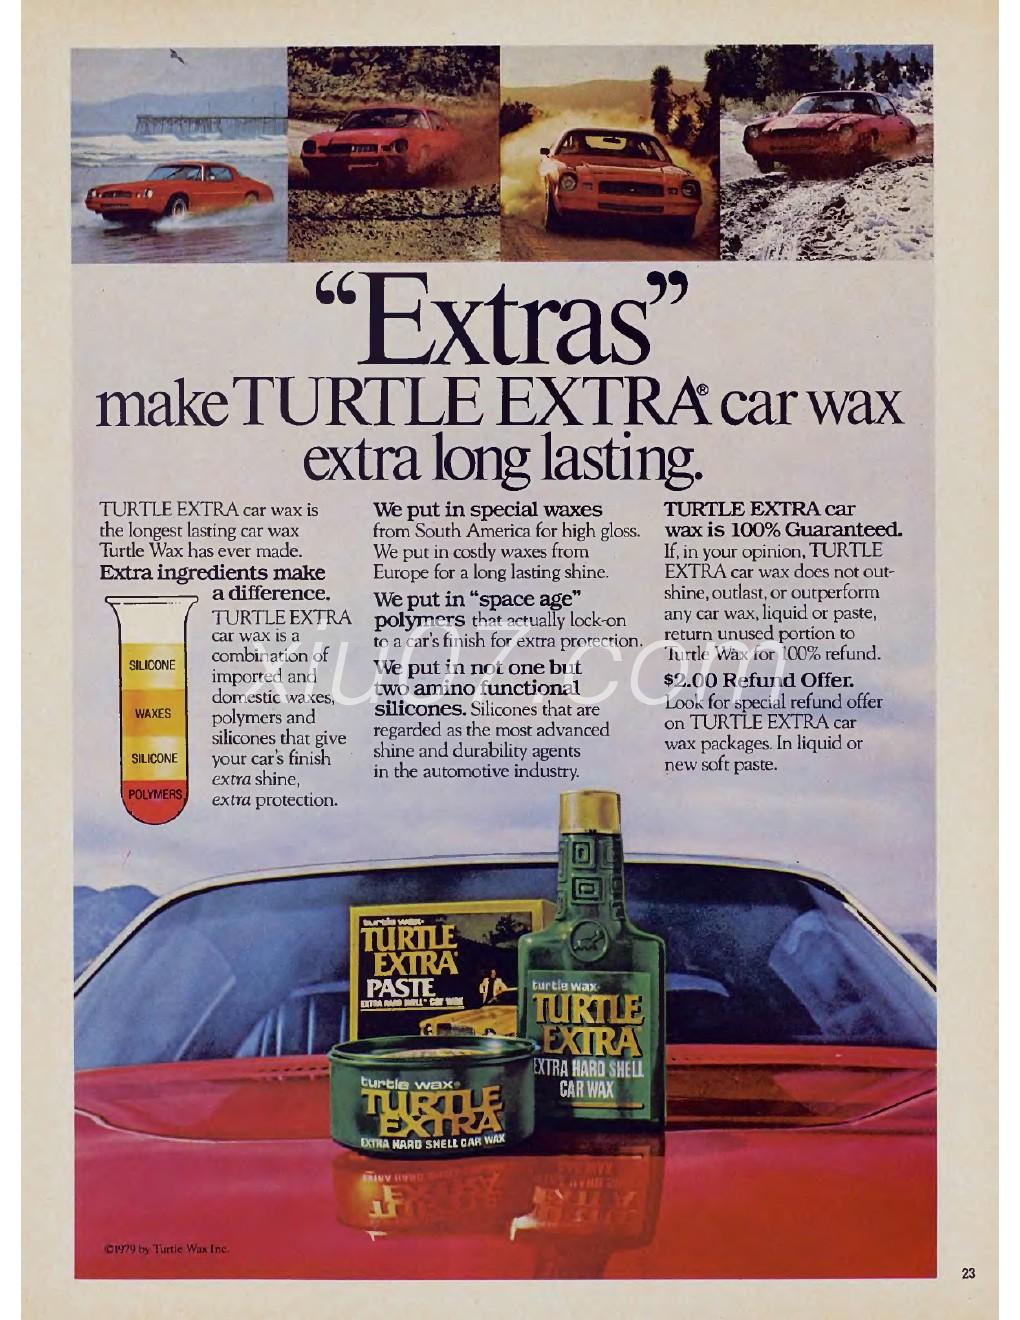 “Extras”
make TURTLE EXTRA® car wax
extra long lasting.
TURTLE EXTRA car wax is
the longest lasting car wax
Turtle Wax has ever made.
Extra ingredients make
a difference.
TURTLE EXTRA
car wax is a
combination of
imported and
domestic waxes,
polymers and
silicones that give
your car's finish
extra shine,
extra protection.
SILICONE
WAXES
SILICONE
POLYMERS
We put in special waxes
from South America for high gloss.
We put in costly waxes from
Europe for a long lasting shine.
We put in “space age”
polymers that actually lock-on
to a car's finish for extra protection.
We put in not one but
two amino functional
silicones. Silicones that are
regarded as the most advanced
shine and durability agents
in the automotive industry.
TURTLE EXTRA car
wax is 100% Guaranteed.
If, in your opinion, TURTLE
EXTRA car wax does not out-
shine, outlast, or outperform
any car wax, liquid or paste,
return unused portion to
Turtle Wax for 100% refund.
$2.00 Refund Offer.
Look for special refund offer
on TURTLE EXTRA car
wax packages. In liquid or
new soft paste.
xiu07.com
turtle wax
TURTLE
EXTRA
PASTE
EXTRA HARD SHELL CAR WAX
turtle wax
TURTLE
EXTRA
EXTRA HARD SHELL
CAR WAX
turtle wax
TURTLE
EXTRA
EXTRA HARD SHELL CAR WAX
©1979 by Turtle Wax Inc.
23